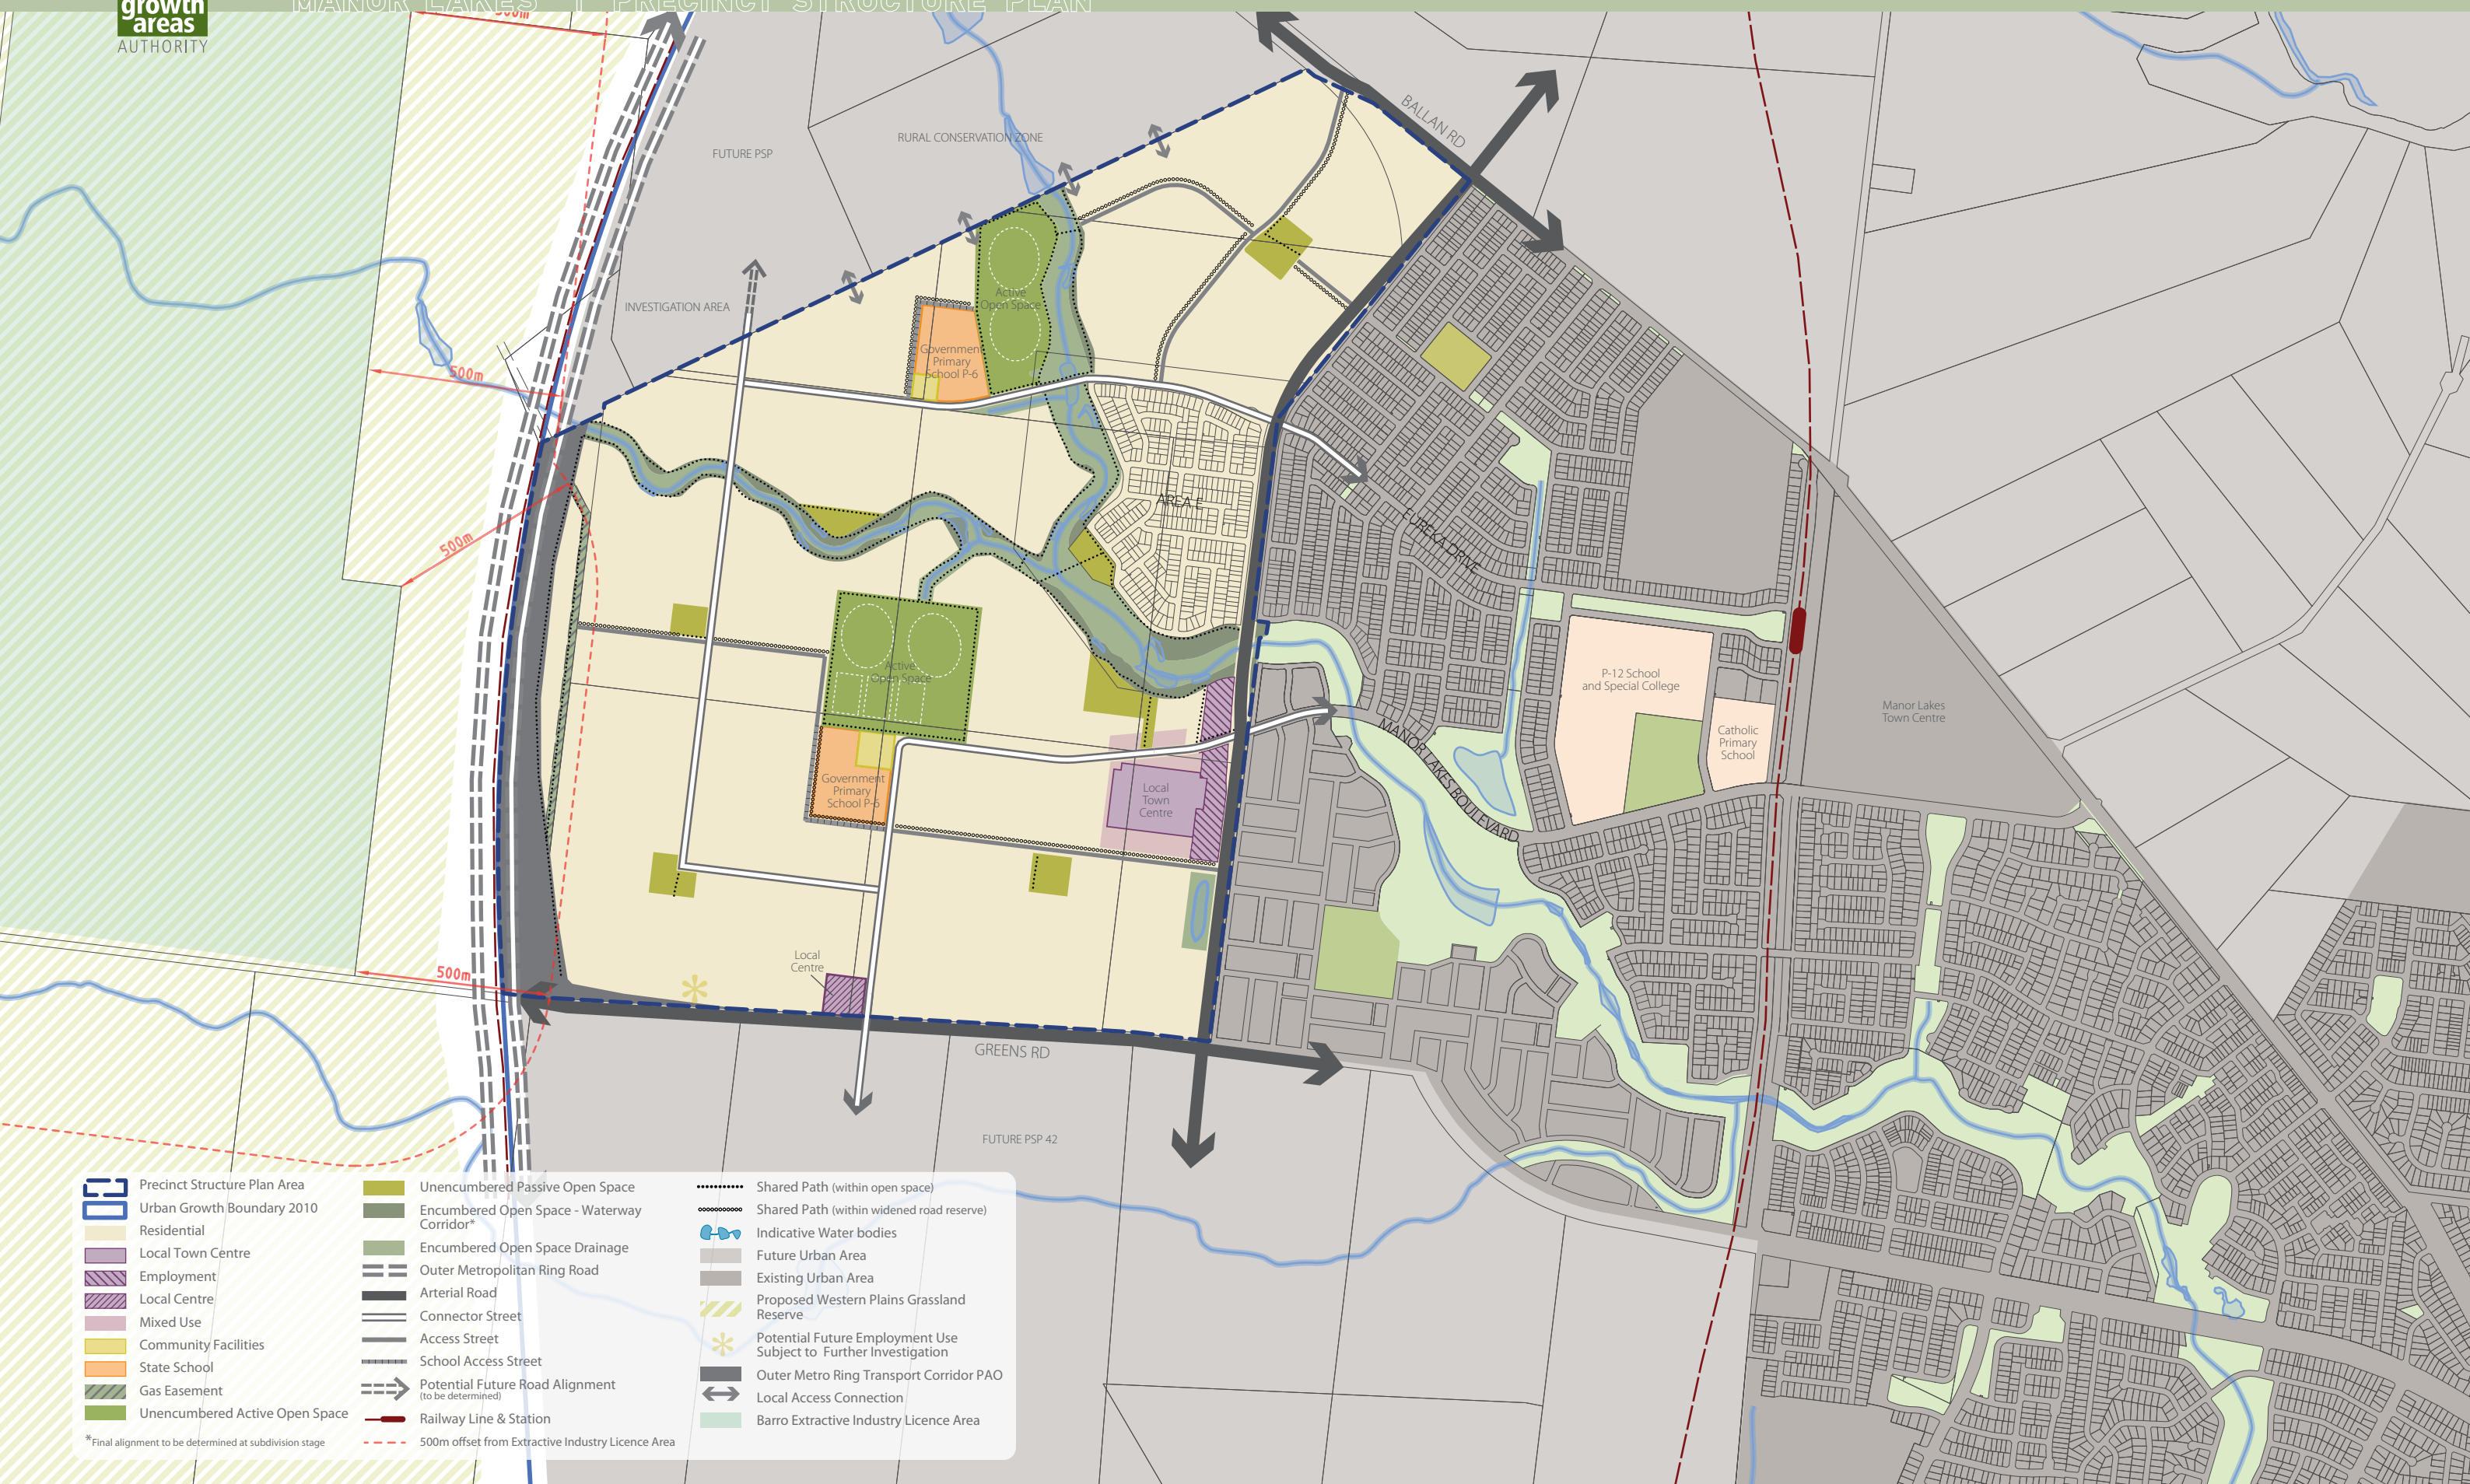 growth
areas
AUTHORITY
MANOR LAKES | PRECINCT STRUCTURE PLAN
500m
BALLAN RD
RURAL CONSERVATION ZONE
FUTURE PSP
INVESTIGATION AREA
Active
Open Space
Government
Primary
School P-6
500m
AREA E
EUREKA DRIVE
500m
Active
Open Space
P-12 School
and Special College
Manor Lakes
Town Centre
Catholic
Primary
School
MANOR LAKES BOULEVARD
Government
Primary
School P-6
Local
Town
Centre
Local
Centre
500m
GREENS RD
FUTURE PSP 42
Precinct Structure Plan Area
Urban Growth Boundary 2010
Residential
Local Town Centre
Employment
Local Centre
Mixed Use
Community Facilities
State School
Gas Easement
Unencumbered Active Open Space
*Final alignment to be determined at subdivision stage
Unencumbered Passive Open Space
Encumbered Open Space - Waterway
Corridor*
Encumbered Open Space Drainage
Outer Metropolitan Ring Road
Arterial Road
Connector Street
Access Street
School Access Street
Potential Future Road Alignment
(to be determined)
Railway Line & Station
500m offset from Extractive Industry Licence Area
Shared Path (within open space)
Shared Path (within widened road reserve)
Indicative Water bodies
Future Urban Area
Existing Urban Area
Proposed Western Plains Grassland
Reserve
Potential Future Employment Use
Subject to Further Investigation
Outer Metro Ring Transport Corridor PAO
Local Access Connection
Barro Extractive Industry Licence Area